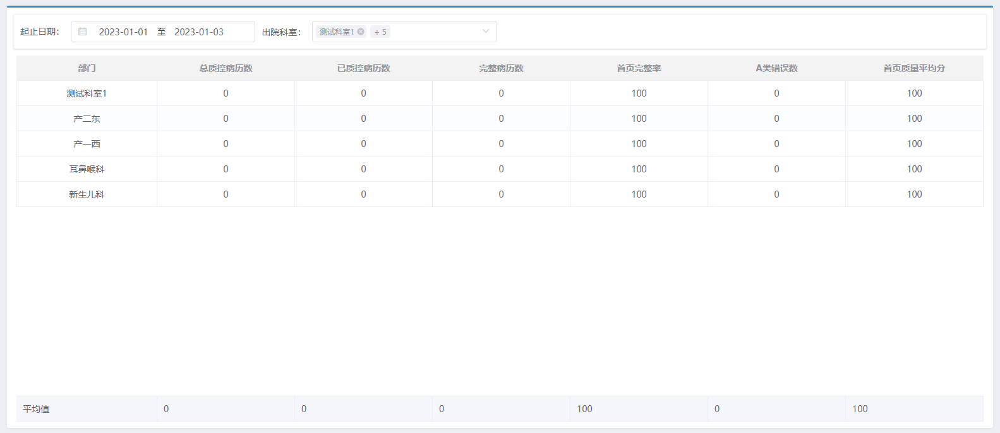 起止日期： 2023-01-01 至 2023-01-03 出院科室： 测试科室1 + 5
部门 总质控病历数 已质控病历数 完整病历数 首页完整率 A类错误数 首页质量平均分
测试科室1 0 0 0 100 0 100
产二东 0 0 0 100 0 100
产一西 0 0 0 100 0 100
耳鼻喉科 0 0 0 100 0 100
新生儿科 0 0 0 100 0 100
平均值 0 0 0 100 0 100